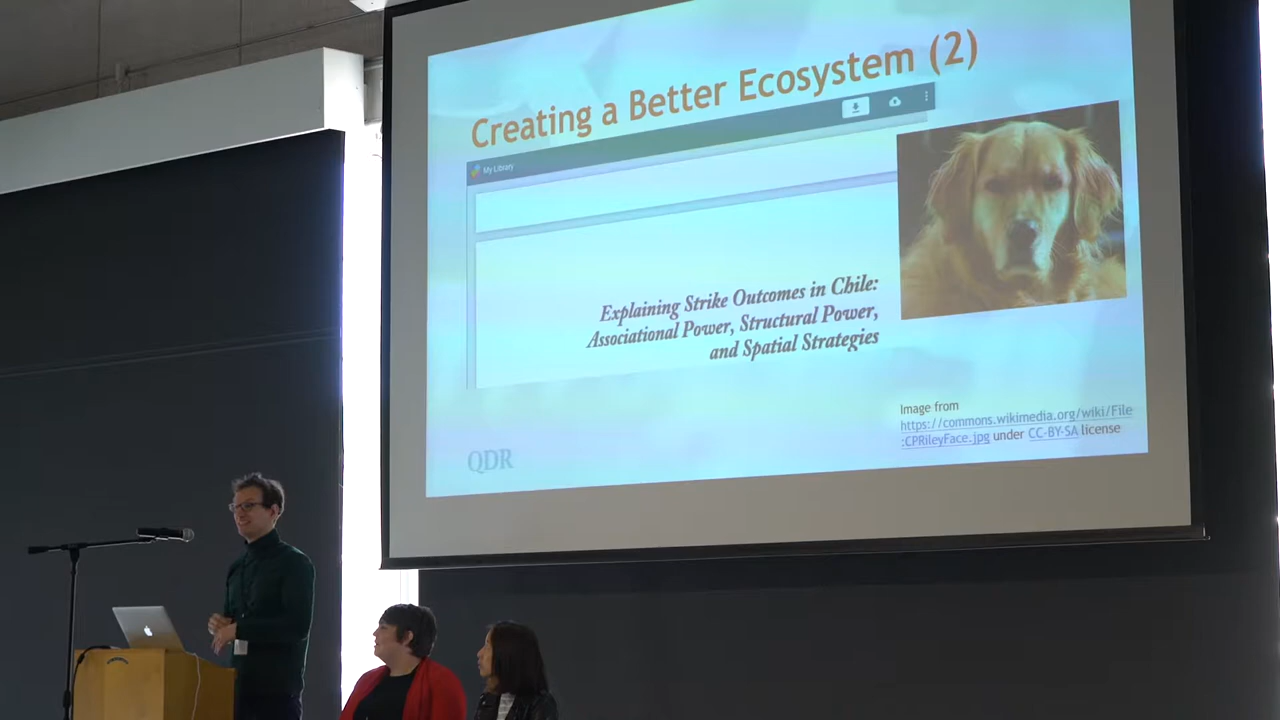 Creating a Better Ecosystem (2)
My Library
Explaining Strike Outcomes in Chile:
Associational Power, Structural Power,
and Spatial Strategies
Image from
https://commons.wikimedia.org/wiki/File
:CPRileyFace.jpg under CC-BY-SA license
QDR